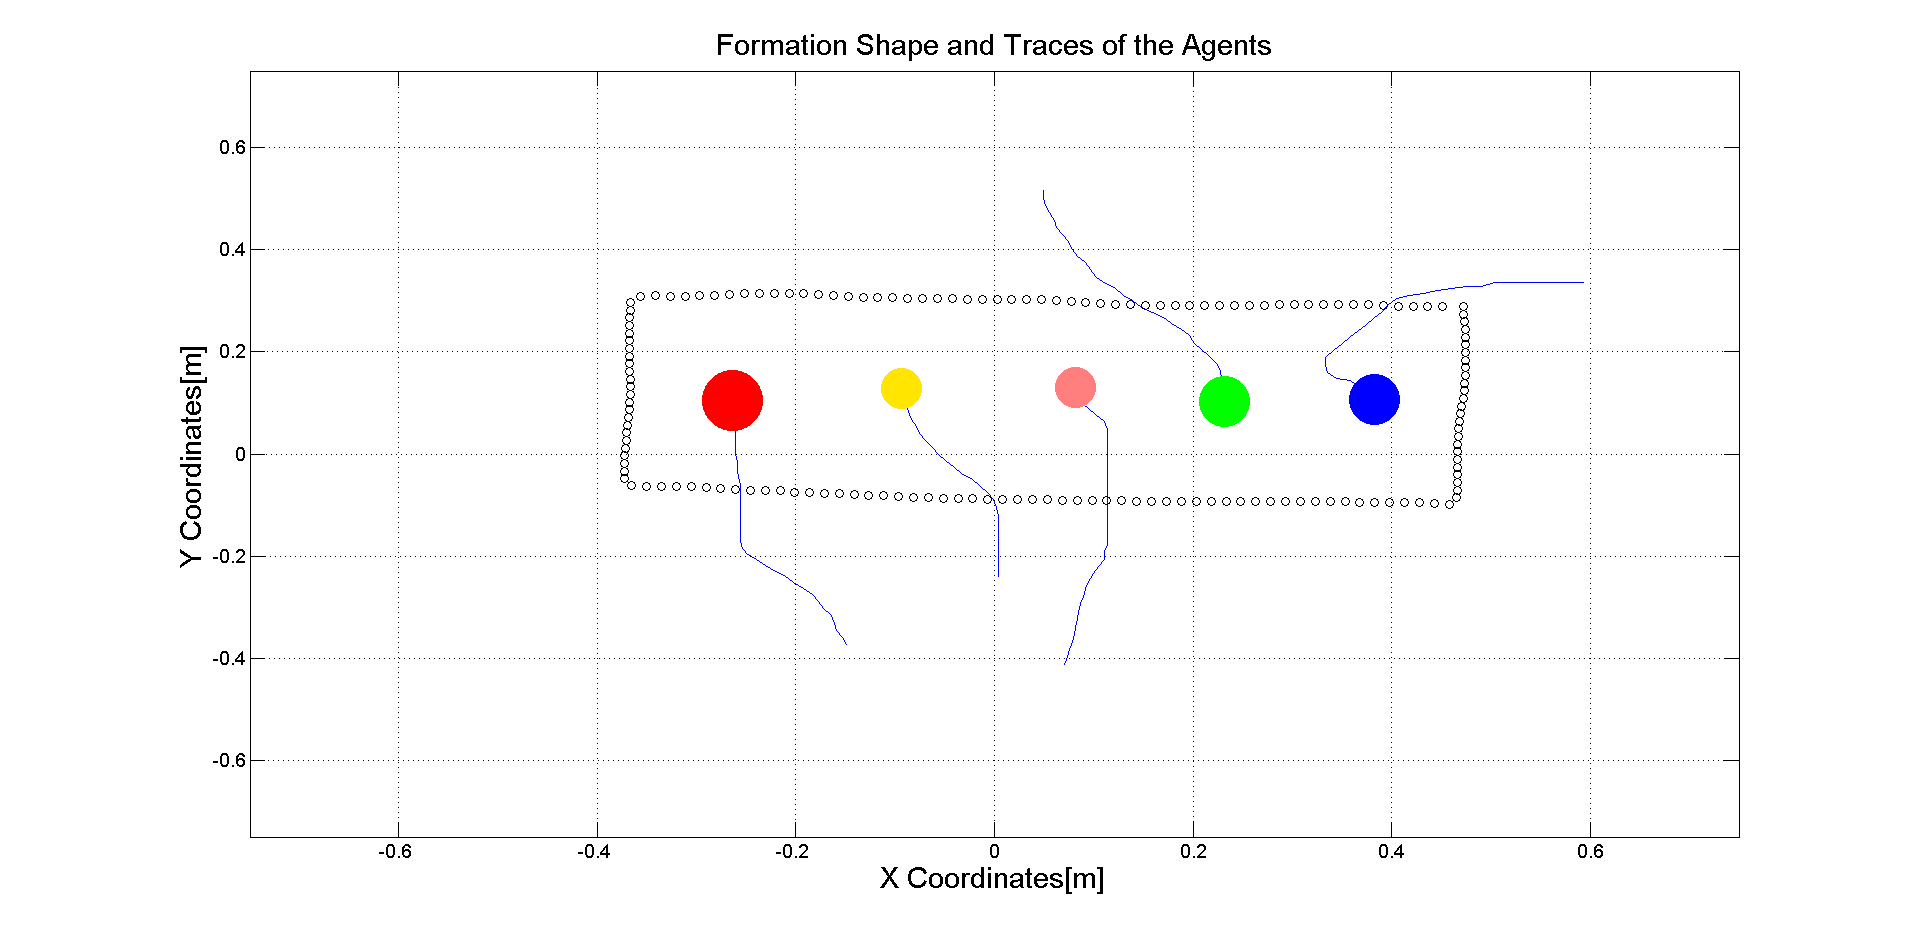 Formation Shape and Traces of the Agents
0.6
0.4
0.2
0
-0.2
-0.4
-0.6
Y Coordinates[m]
-0.6 -0.4 -0.2 0 0.2 0.4 0.6
X Coordinates[m]